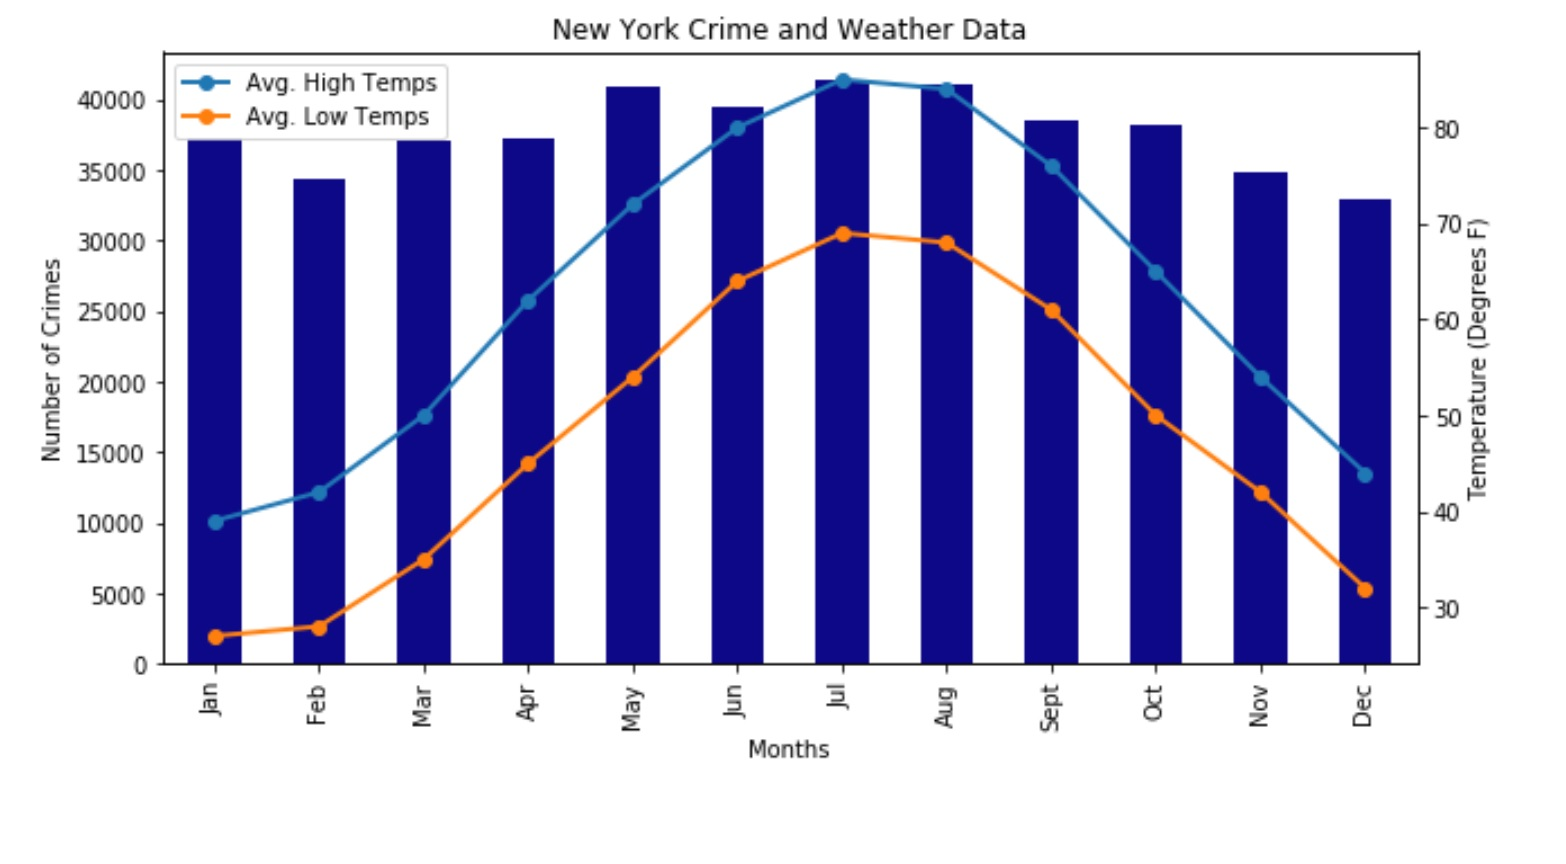 New York Crime and Weather Data
Avg. High Temps
Avg. Low Temps
Number of Crimes
40000
35000
30000
25000
20000
15000
10000
5000
0
80
70
60
50
40
30
Temperature (Degrees F)
Jan
Feb
Mar
Apr
May
Jun
Jul
Aug
Sept
Oct
Nov
Dec
Months